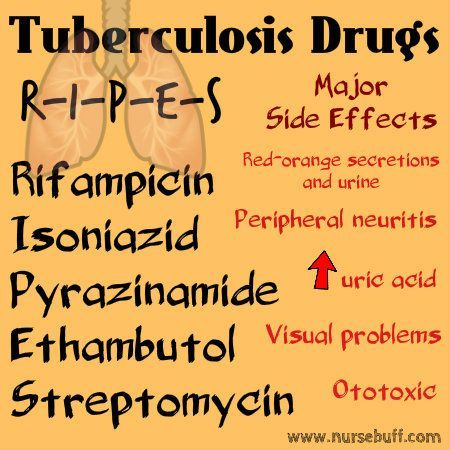 Tuberculosis Drugs
R-I-P-E-S
Major
Side Effects
Rifampicin
Red-orange secretions
and urine
Isoniazid
Peripheral neuritis
Pyrazinamide
uric acid
Ethambutol
Visual problems
Streptomycin
Ototoxic
www.nursebuff.com